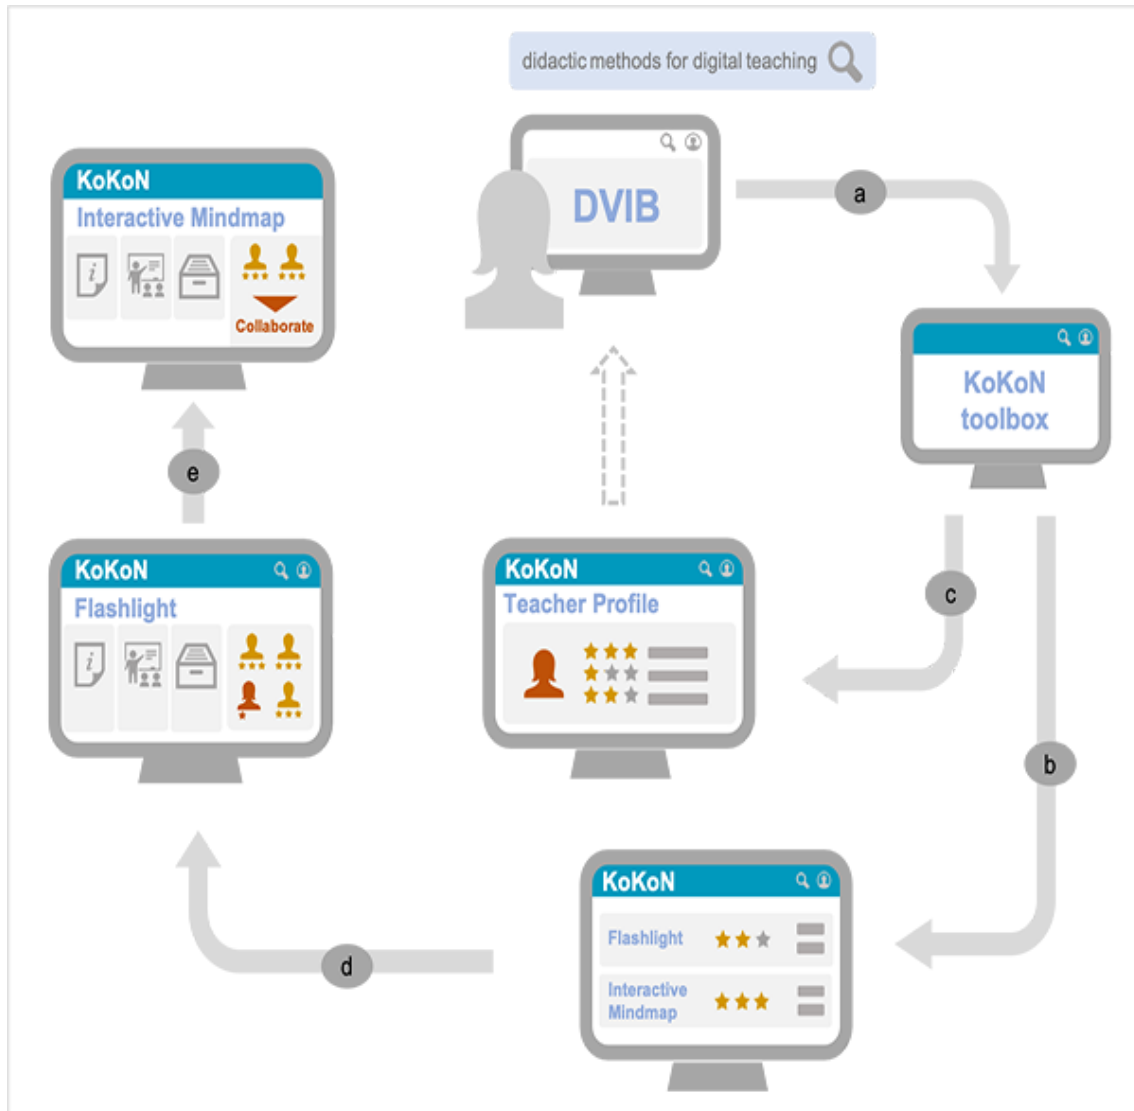 didactic methods for digital teaching
DVIB
a
KoKoN
toolbox
KoKoN
Interactive Mindmap
Collaborate
e
KoKoN
Flashlight
KoKoN
Teacher Profile
c
b
KoKoN
Flashlight
Interactive
Mindmap
d